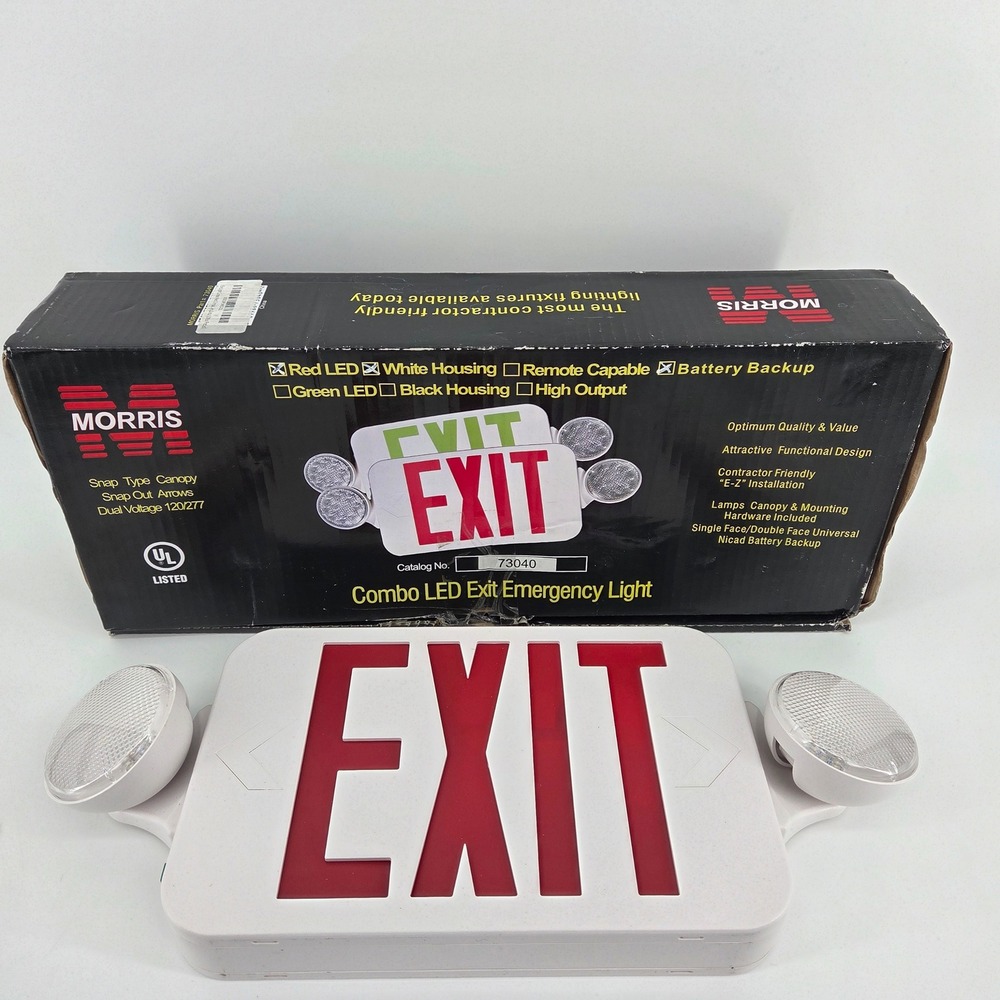 The most contractor friendly
lighting fixtures available today
MORRIS
☒ Red LED ☒ White Housing ☐ Remote Capable ☒ Battery Backup
☐ Green LED ☐ Black Housing ☐ High Output
MORRIS
Snap Type Canopy
Snap Out Arrows
Dual Voltage 120/277
UL
LISTED
EXIT
EXIT
Optimum Quality & Value
Attractive Functional Design
Contractor Friendly
"E-Z" Installation
Lamps Canopy & Mounting
Hardware Included
Single Face/Double Face Universal
Nicad Battery Backup
Catalog No. 73040
Combo LED Exit Emergency Light
EXIT